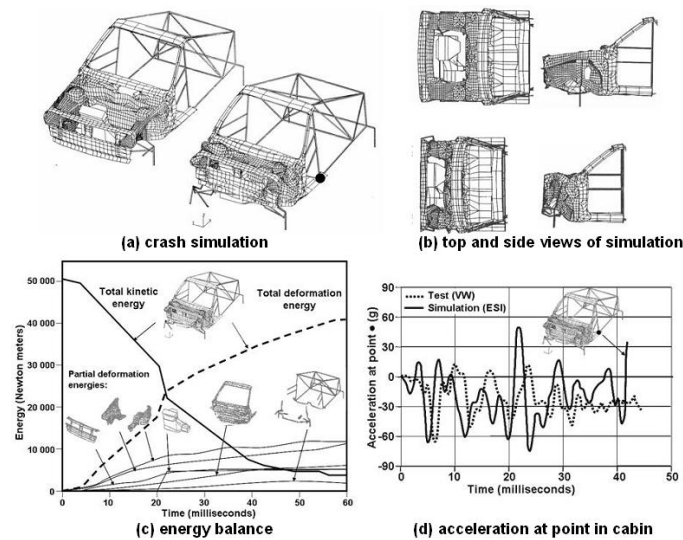 (a) crash simulation
(b) top and side views of simulation
50 000
40 000
30 000
20 000
10 000
0
Energy (Newton meters)
Total kinetic
energy
Total deformation
energy
Partial deformation
energies:
0 10 20 30 40 50 60
Time (milliseconds)
(c) energy balance
90
60
30
0
-30
-60
-90
Acceleration at point ● (g)
Test (VW)
Simulation (ESI)
0 10 20 30 40 50
Time (milliseconds)
(d) acceleration at point in cabin